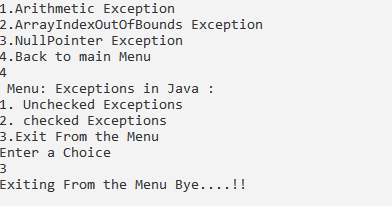 1.Arithmetic Exception
2.ArrayIndexOutOfBounds Exception
3.NullPointer Exception
4.Back to main Menu
4
Menu: Exceptions in Java :
1. Unchecked Exceptions
2. checked Exceptions
3.Exit From the Menu
Enter a Choice
3
Exiting From the Menu Bye....!!